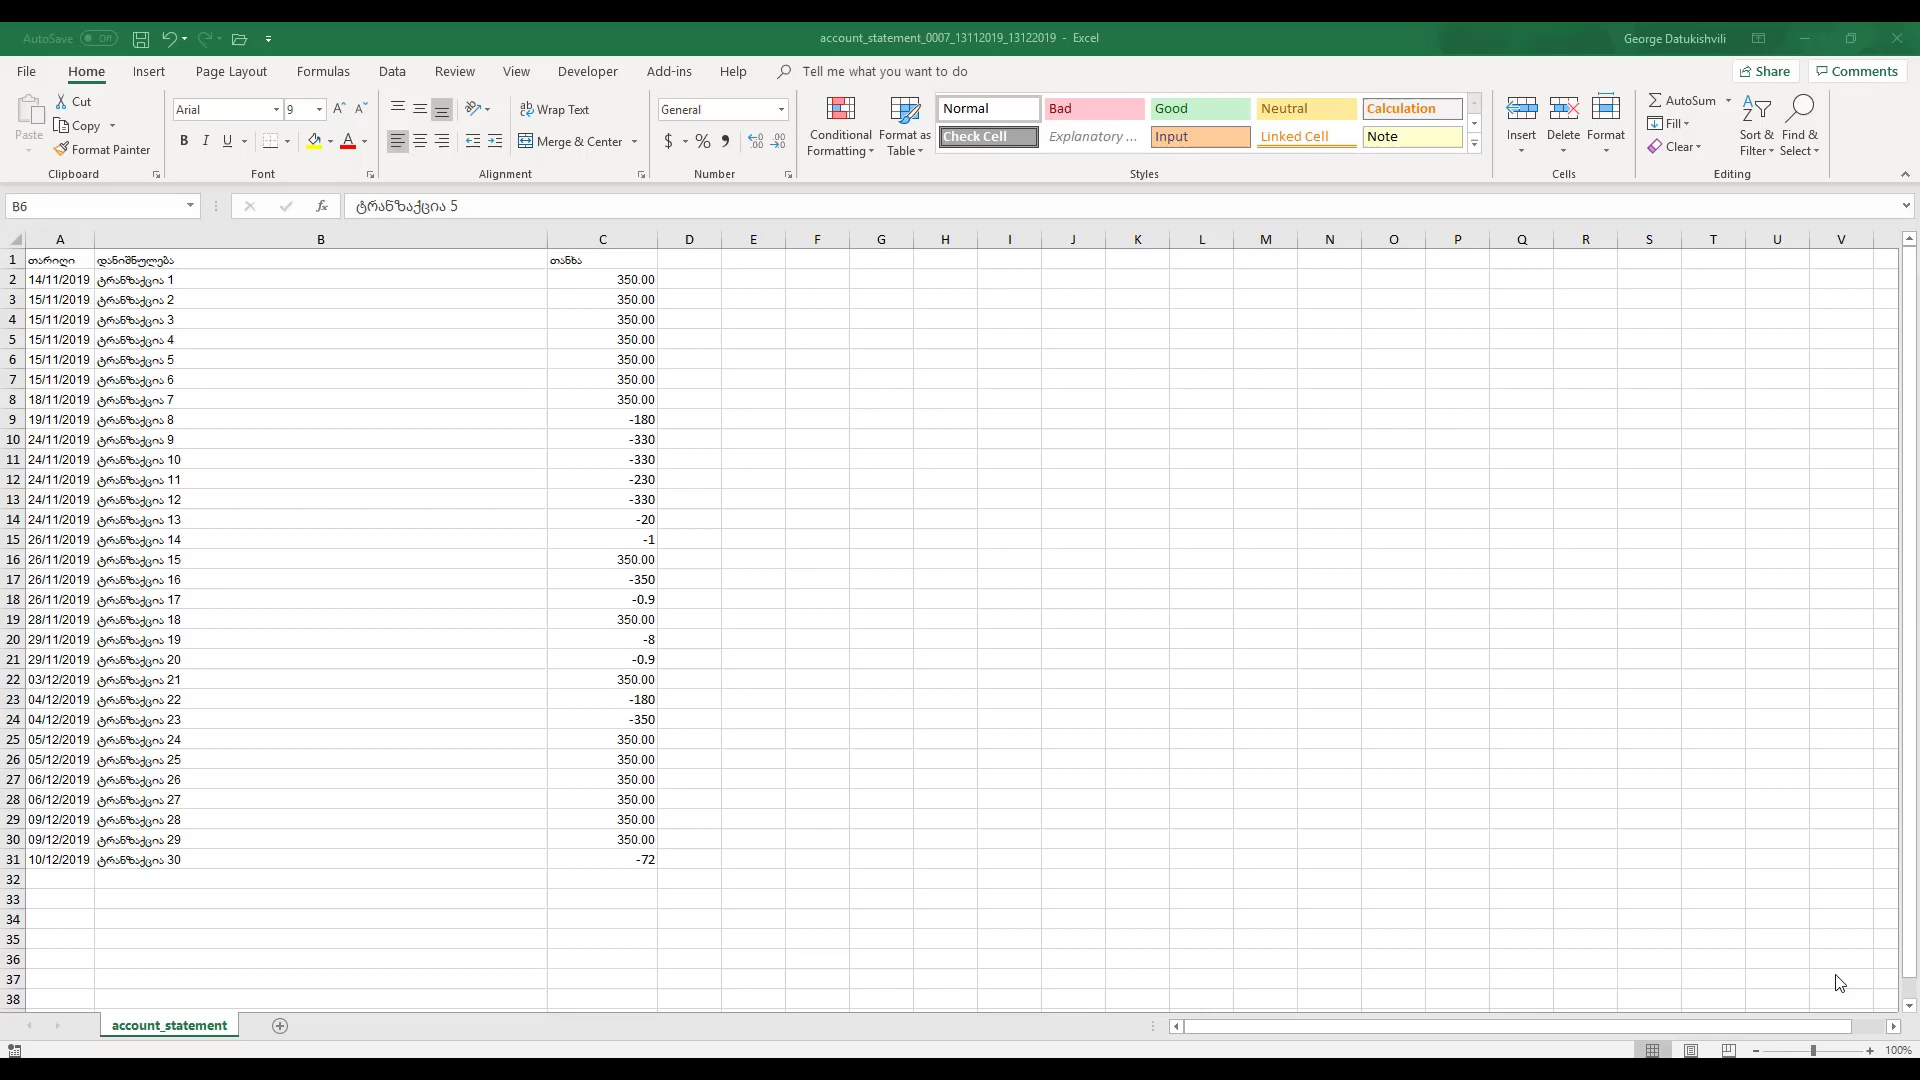 AutoSave Off
account_statement_0007_13112019_13122019 - Excel
George Datukishvili
File Home Insert Page Layout Formulas Data Review View Developer Add-ins Help Tell me what you want to do Share Comments
Paste Cut Copy Format Painter
Clipboard
Arial 9
B I U
Font
Wrap Text
Merge & Center
Alignment
General
$ %
Number
Conditional Formatting
Format as Table
Normal Bad Good Neutral Calculation
Check Cell Explanatory ... Input Linked Cell Note
Styles
Insert Delete Format
Cells
AutoSum
Fill
Clear
Sort & Filter
Find & Select
Editing
B6 fx ტრანზაქცია 5
A B C D E F G H I J K L M N O P Q R S T U V
1 თარიღი დანიშნულება თანხა
2 14/11/2019 ტრანზაქცია 1 350.00
3 15/11/2019 ტრანზაქცია 2 350.00
4 15/11/2019 ტრანზაქცია 3 350.00
5 15/11/2019 ტრანზაქცია 4 350.00
6 15/11/2019 ტრანზაქცია 5 350.00
7 15/11/2019 ტრანზაქცია 6 350.00
8 18/11/2019 ტრანზაქცია 7 350.00
9 19/11/2019 ტრანზაქცია 8 -180
10 24/11/2019 ტრანზაქცია 9 -330
11 24/11/2019 ტრანზაქცია 10 -330
12 24/11/2019 ტრანზაქცია 11 -230
13 24/11/2019 ტრანზაქცია 12 -330
14 24/11/2019 ტრანზაქცია 13 -20
15 26/11/2019 ტრანზაქცია 14 -1
16 26/11/2019 ტრანზაქცია 15 350.00
17 26/11/2019 ტრანზაქცია 16 -350
18 26/11/2019 ტრანზაქცია 17 -0.9
19 28/11/2019 ტრანზაქცია 18 350.00
20 29/11/2019 ტრანზაქცია 19 -8
21 29/11/2019 ტრანზაქცია 20 -0.9
22 03/12/2019 ტრანზაქცია 21 350.00
23 04/12/2019 ტრანზაქცია 22 -180
24 04/12/2019 ტრანზაქცია 23 -350
25 05/12/2019 ტრანზაქცია 24 350.00
26 05/12/2019 ტრანზაქცია 25 350.00
27 06/12/2019 ტრანზაქცია 26 350.00
28 06/12/2019 ტრანზაქცია 27 350.00
29 09/12/2019 ტრანზაქცია 28 350.00
30 09/12/2019 ტრანზაქცია 29 350.00
31 10/12/2019 ტრანზაქცია 30 -72
32
33
34
35
36
37
38
account_statement
100%